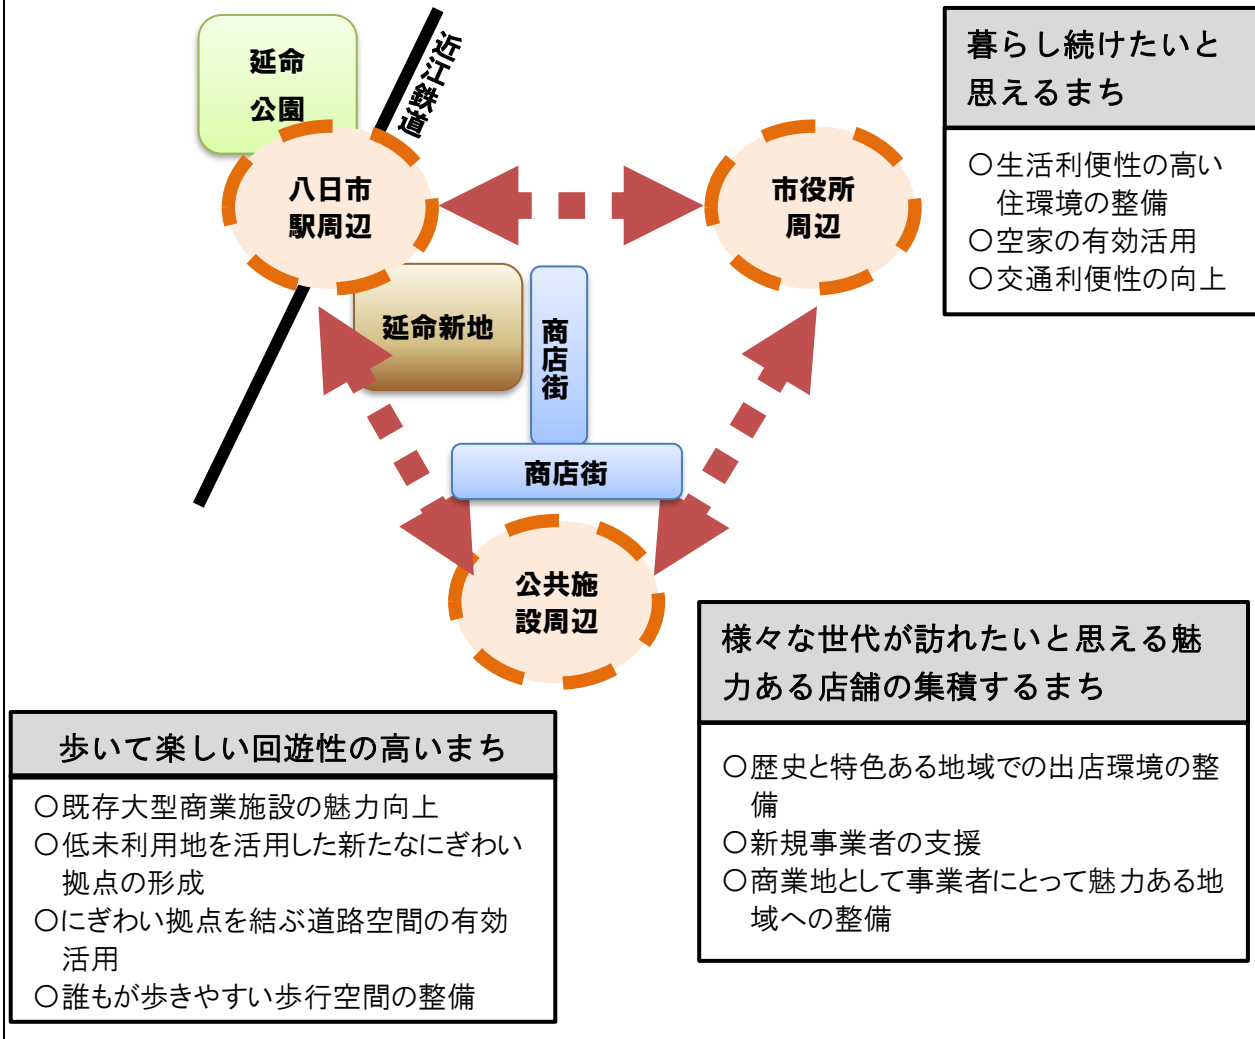 延命
公園
近江鉄道
八日市
駅周辺
市役所
周辺
延命新地
商店街
商店街
公共施
設周辺
暮らし続けたいと
思えるまち
○生活利便性の高い
住環境の整備
○空家の有効活用
○交通利便性の向上
様々な世代が訪れたいと思える魅
力ある店舗の集積するまち
○歴史と特色ある地域での出店環境の整
備
○新規事業者の支援
○商業地として事業者にとって魅力ある地
域への整備
歩いて楽しい回遊性の高いまち
○既存大型商業施設の魅力向上
○低未利用地を活用した新たなにぎわい
拠点の形成
○にぎわい拠点を結ぶ道路空間の有効
活用
○誰もが歩きやすい歩行空間の整備